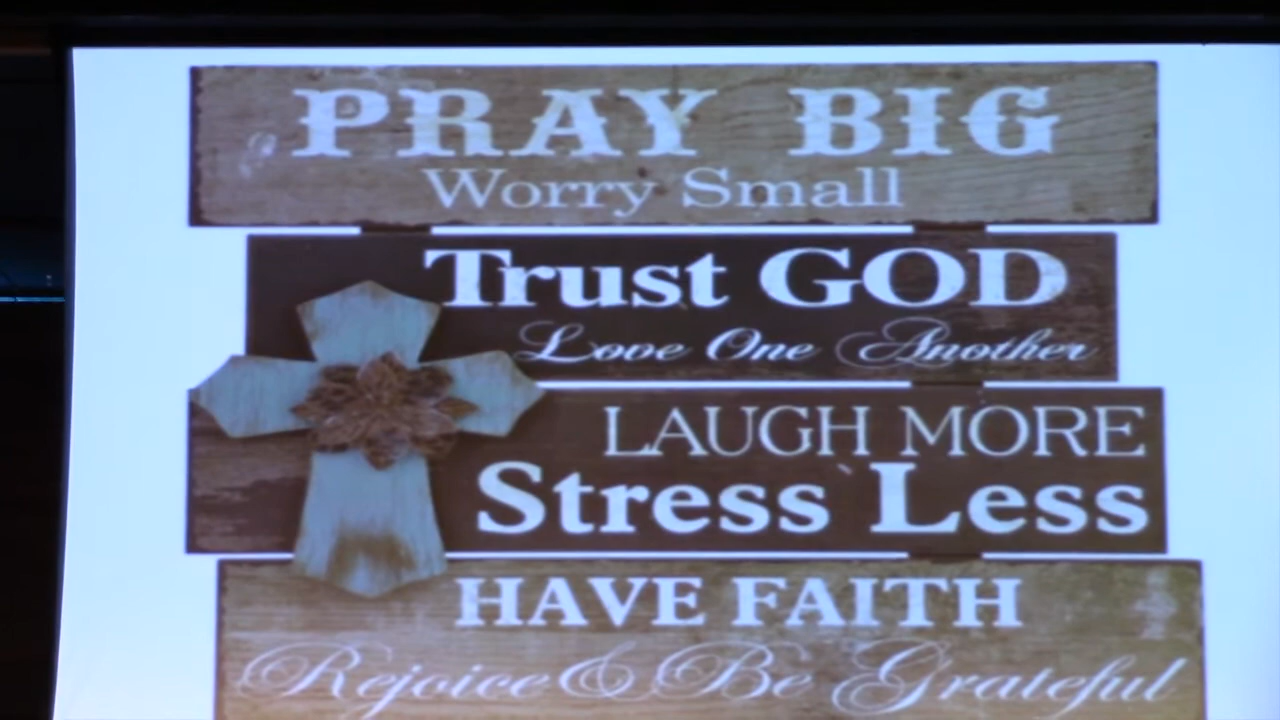 PRAY BIG
Worry Small
Trust GOD
Love One Another
LAUGH MORE
Stress Less
HAVE FAITH
Rejoice & Be Grateful